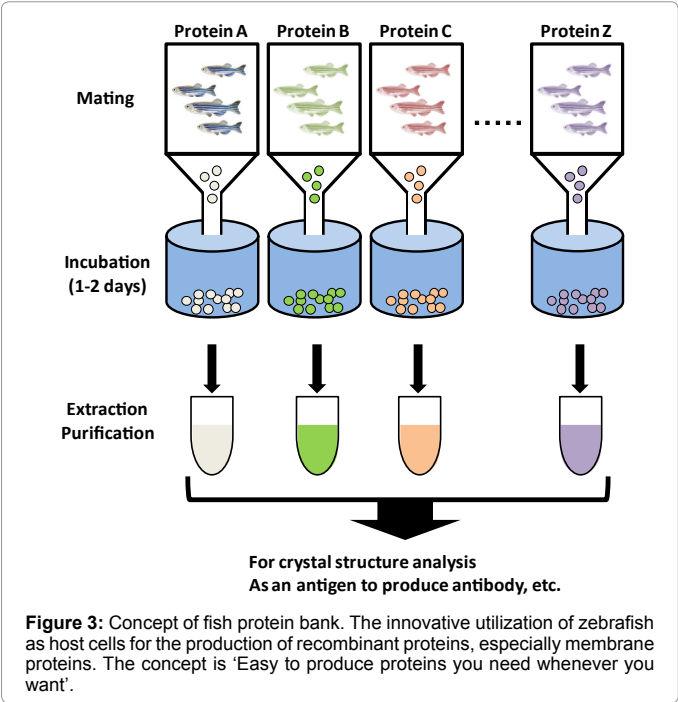 Protein A Protein B Protein C Protein Z
Mating
.....
Incubation
(1-2 days)
Extraction
Purification
For crystal structure analysis
As an antigen to produce antibody, etc.
Figure 3: Concept of fish protein bank. The innovative utilization of zebrafish
as host cells for the production of recombinant proteins, especially membrane
proteins. The concept is ‘Easy to produce proteins you need whenever you
want’.